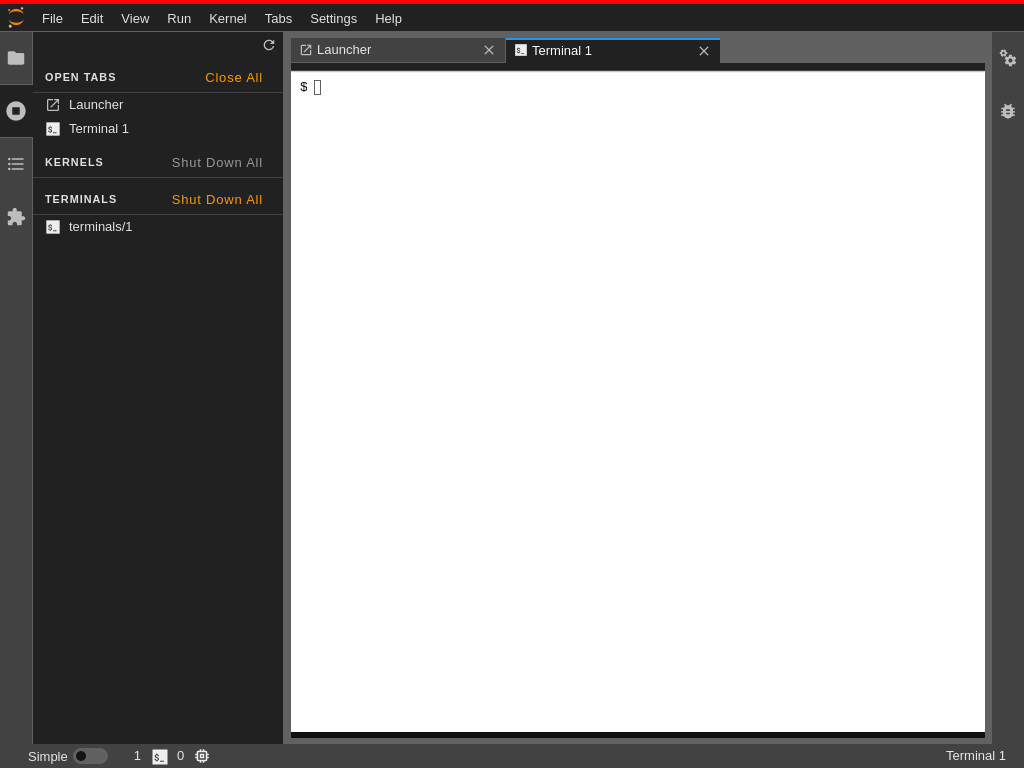 File Edit View Run Kernel Tabs Settings Help
OPEN TABS Close All
Launcher
Terminal 1
KERNELS Shut Down All
TERMINALS Shut Down All
terminals/1
Launcher Terminal 1
$
Simple 1 $_ 0 Terminal 1